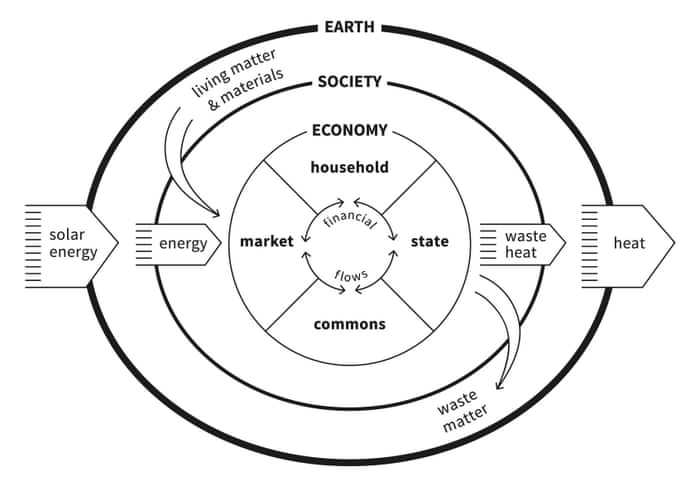 EARTH
living matter
& materials
SOCIETY
ECONOMY
household
solar
energy
energy
market
financial
flows
state
waste
heat
heat
commons
waste
matter